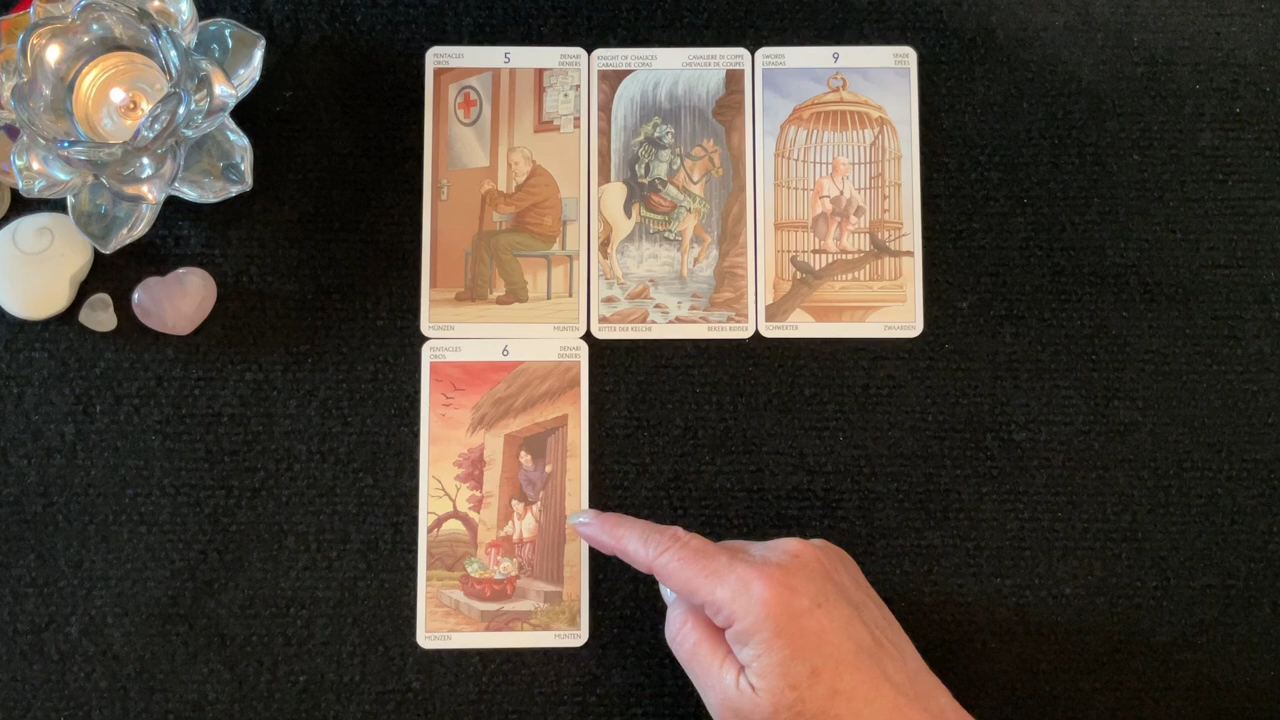 PENTACLES 5 DENARI
OROS DENIERS
MÜNZEN MUNTEN
KNIGHT OF CHALICES CAVALIERE DI COPPE
CABALLO DE COPAS CHEVALIER DE COUPES
RITTER DER KELCHE BEKERS RIDDER
SWORDS 9 SPADE
ESPADAS ÉPÉES
SCHWERTER ZWAARDEN
PENTACLES 6 DENARI
OROS DENIERS
MÜNZEN MUNTEN